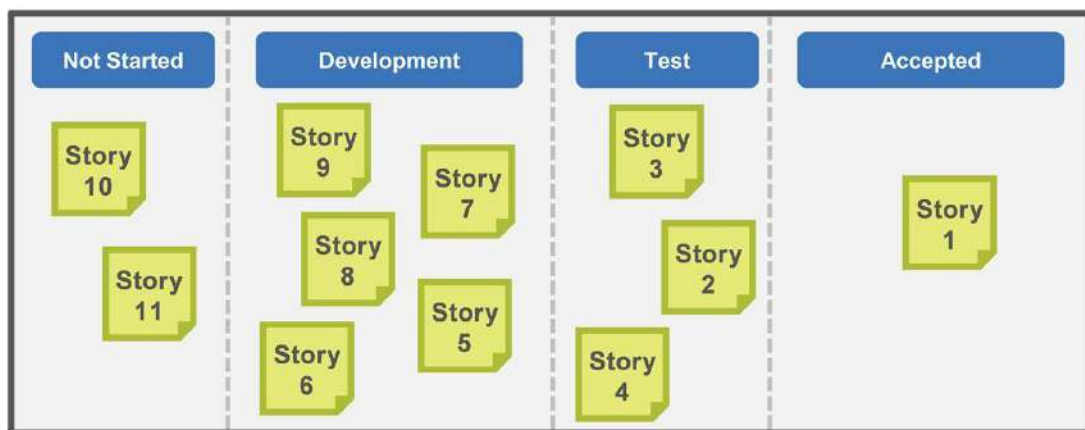 Not Started
Development
Test
Accepted
Story
10
Story
11
Story
9
Story
7
Story
8
Story
5
Story
6
Story
3
Story
2
Story
4
Story
1